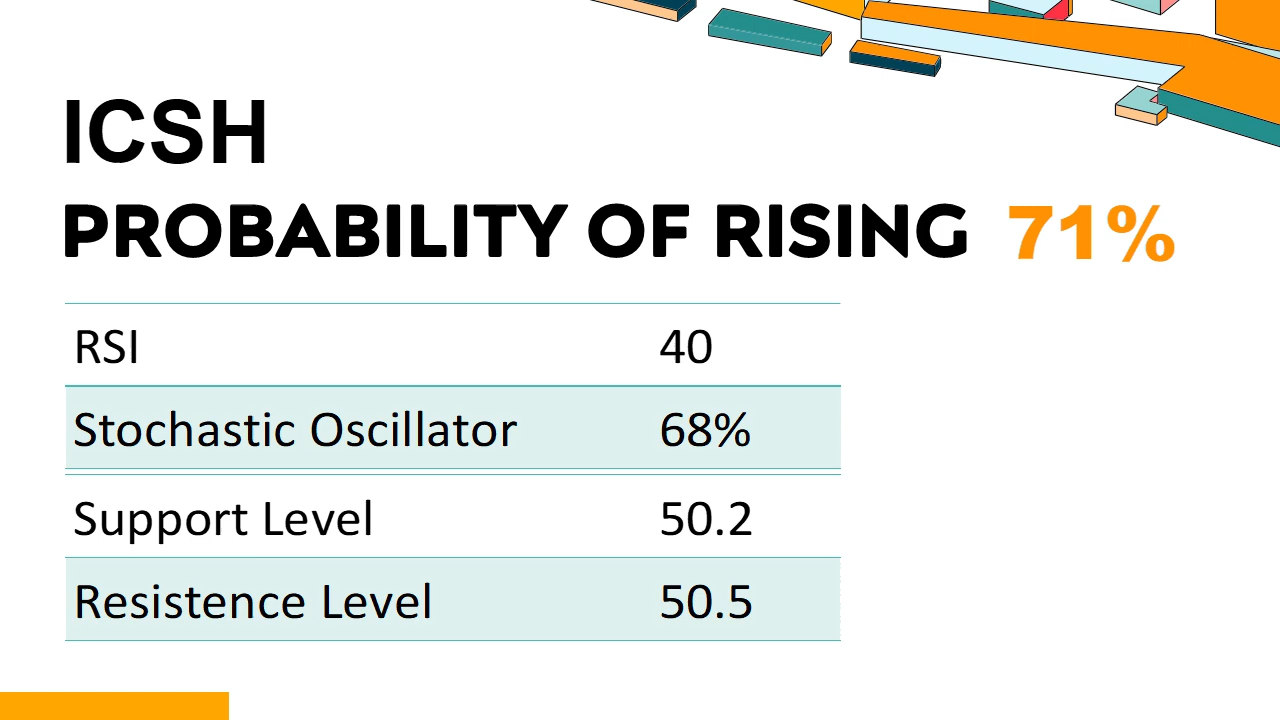 ICSH
PROBABILITY OF RISING 71%
RSI 40
Stochastic Oscillator 68%
Support Level 50.2
Resistence Level 50.5